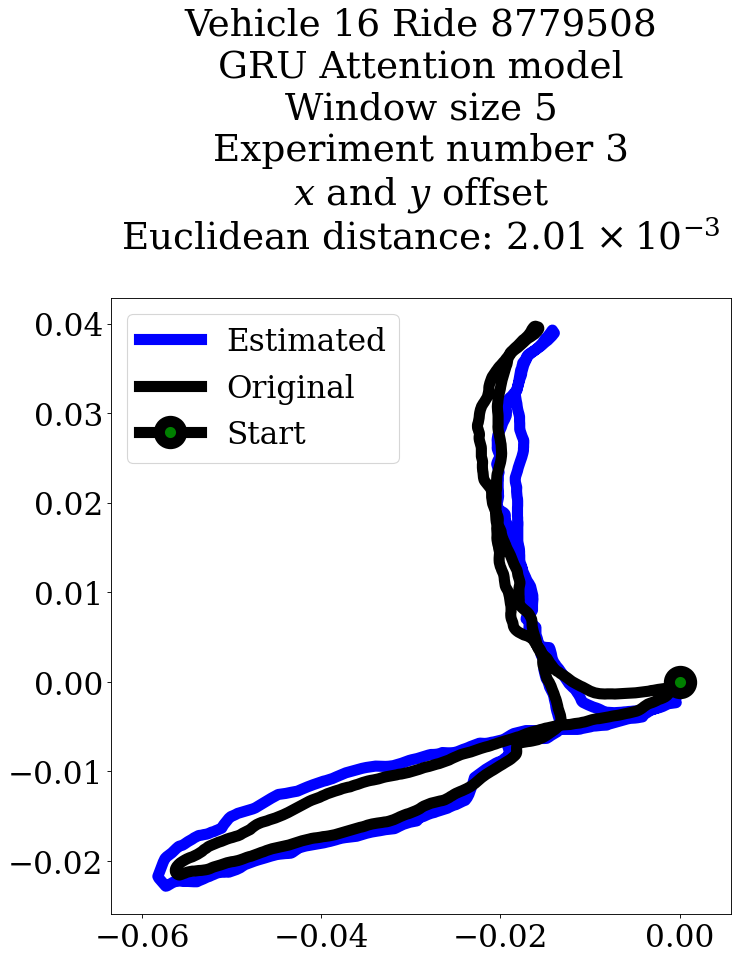 Vehicle 16 Ride 8779508
GRU Attention model
Window size 5
Experiment number 3
x and y offset
Euclidean distance: 2.01 × 10⁻³
Estimated
Original
Start
0.04
0.03
0.02
0.01
0.00
−0.01
−0.02
−0.06 −0.04 −0.02 0.00